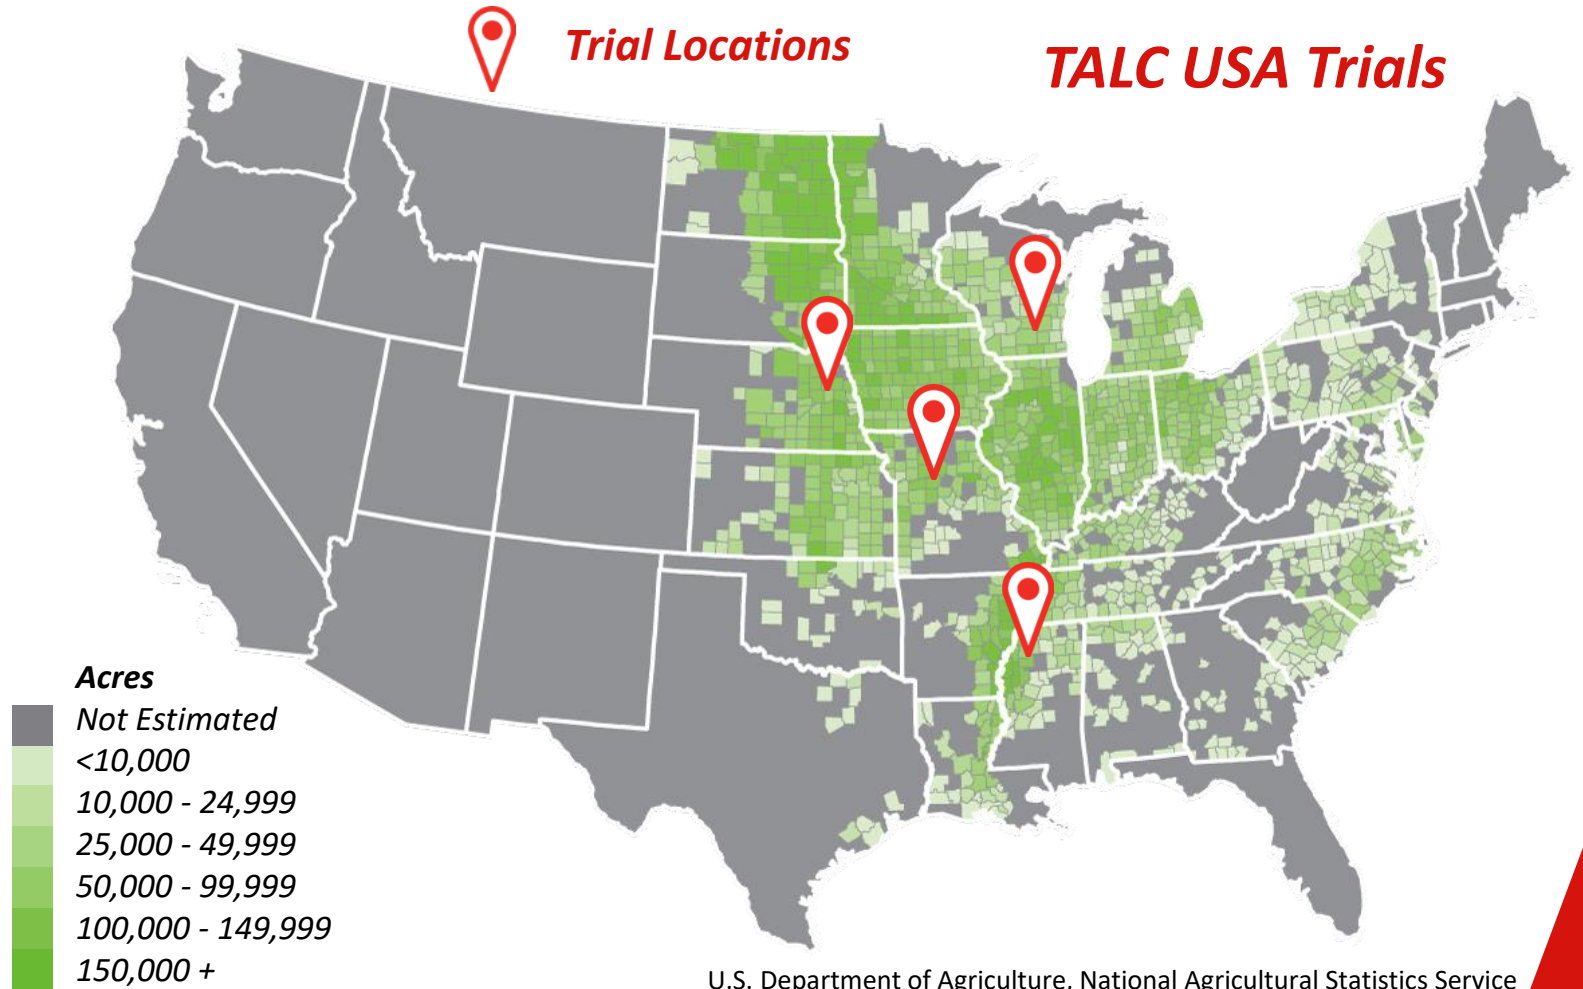 Trial Locations
TALC USA Trials
Acres
Not Estimated
<10,000
10,000 - 24,999
25,000 - 49,999
50,000 - 99,999
100,000 - 149,999
150,000 +
U.S. Department of Agriculture, National Agricultural Statistics Service